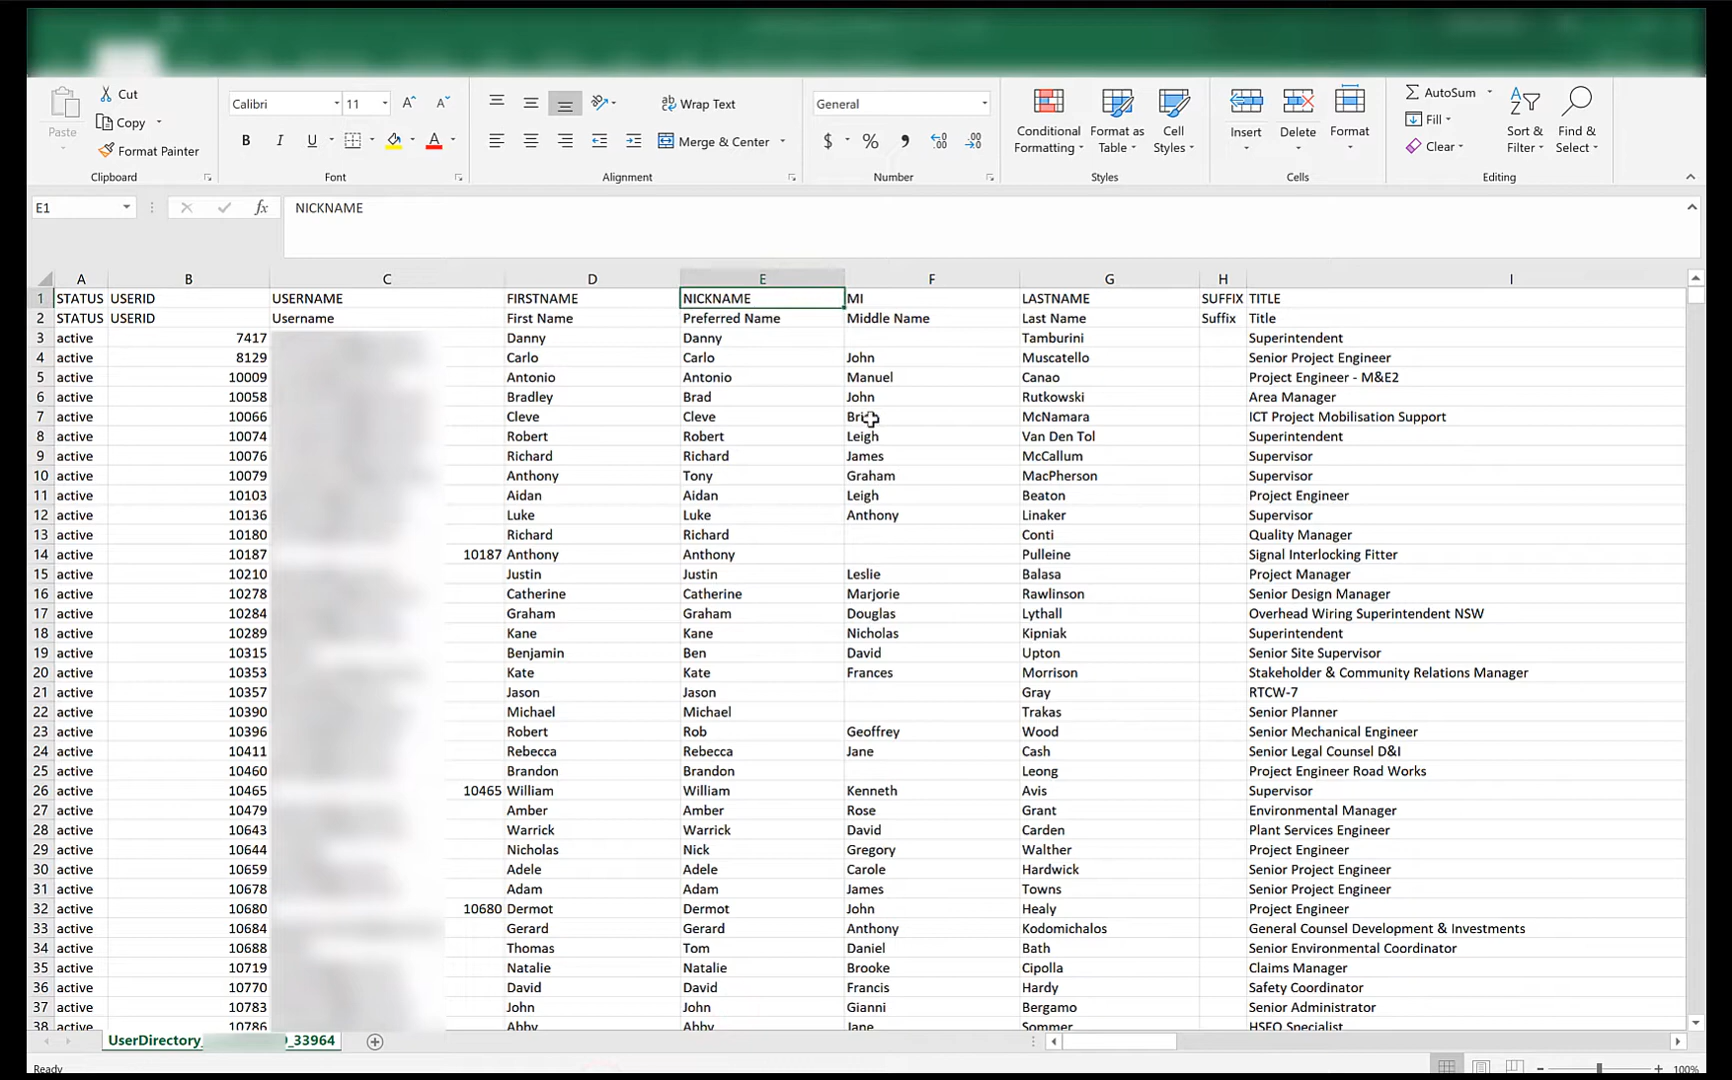 Cut
Copy
Format Painter
Paste
Clipboard
Calibri 11
B I U
Font
Wrap Text
Merge & Center
Alignment
General
$ % ,
Number
Conditional Formatting
Format as Table
Cell Styles
Styles
Insert
Delete
Format
Cells
AutoSum
Fill
Clear
Sort & Filter
Find & Select
Editing
E1 fx NICKNAME
A B C D E F G H I
1 STATUS USERID USERNAME FIRSTNAME NICKNAME MI LASTNAME SUFFIX TITLE
2 STATUS USERID Username First Name Preferred Name Middle Name Last Name Suffix Title
3 active 7417 Danny Danny Tamburini Superintendent
4 active 8129 Carlo Carlo John Muscatello Senior Project Engineer
5 active 10009 Antonio Antonio Manuel Canao Project Engineer - M&E2
6 active 10058 Bradley Brad John Rutkowski Area Manager
7 active 10066 Cleve Cleve McNamara ICT Project Mobilisation Support
8 active 10074 Robert Robert Leigh Van Den Tol Superintendent
9 active 10076 Richard Richard James McCallum Supervisor
10 active 10079 Anthony Tony Graham MacPherson Supervisor
11 active 10103 Aidan Aidan Leigh Beaton Project Engineer
12 active 10136 Luke Luke Anthony Linaker Supervisor
13 active 10180 Richard Richard Conti Quality Manager
14 active 10187 10187 Anthony Anthony Pulleine Signal Interlocking Fitter
15 active 10210 Justin Justin Leslie Balasa Project Manager
16 active 10278 Catherine Catherine Marjorie Rawlinson Senior Design Manager
17 active 10284 Graham Graham Douglas Lythall Overhead Wiring Superintendent NSW
18 active 10289 Kane Kane Nicholas Kipniak Superintendent
19 active 10315 Benjamin Ben David Upton Senior Site Supervisor
20 active 10353 Kate Kate Frances Morrison Stakeholder & Community Relations Manager
21 active 10357 Jason Jason Gray RTCW-7
22 active 10390 Michael Michael Trakas Senior Planner
23 active 10396 Robert Rob Geoffrey Wood Senior Mechanical Engineer
24 active 10411 Rebecca Rebecca Jane Cash Senior Legal Counsel D&I
25 active 10460 Brandon Brandon Leong Project Engineer Road Works
26 active 10465 10465 William William Kenneth Avis Supervisor
27 active 10479 Amber Amber Rose Grant Environmental Manager
28 active 10643 Warrick Warrick David Carden Plant Services Engineer
29 active 10644 Nicholas Nick Gregory Walther Project Engineer
30 active 10659 Adele Adele Carole Hardwick Senior Project Engineer
31 active 10678 Adam Adam James Towns Senior Project Engineer
32 active 10680 10680 Dermot Dermot John Healy Project Engineer
33 active 10684 Gerard Gerard Anthony Kodomichalos General Counsel Development & Investments
34 active 10688 Thomas Tom Daniel Bath Senior Environmental Coordinator
35 active 10719 Natalie Natalie Brooke Cipolla Claims Manager
36 active 10770 David David Francis Hardy Safety Coordinator
37 active 10783 John John Gianni Bergamo Senior Administrator
38 active 10786 Abby Abby Jane Sommer HSEQ Specialist
UserDirectory_ _33964
Ready 100%